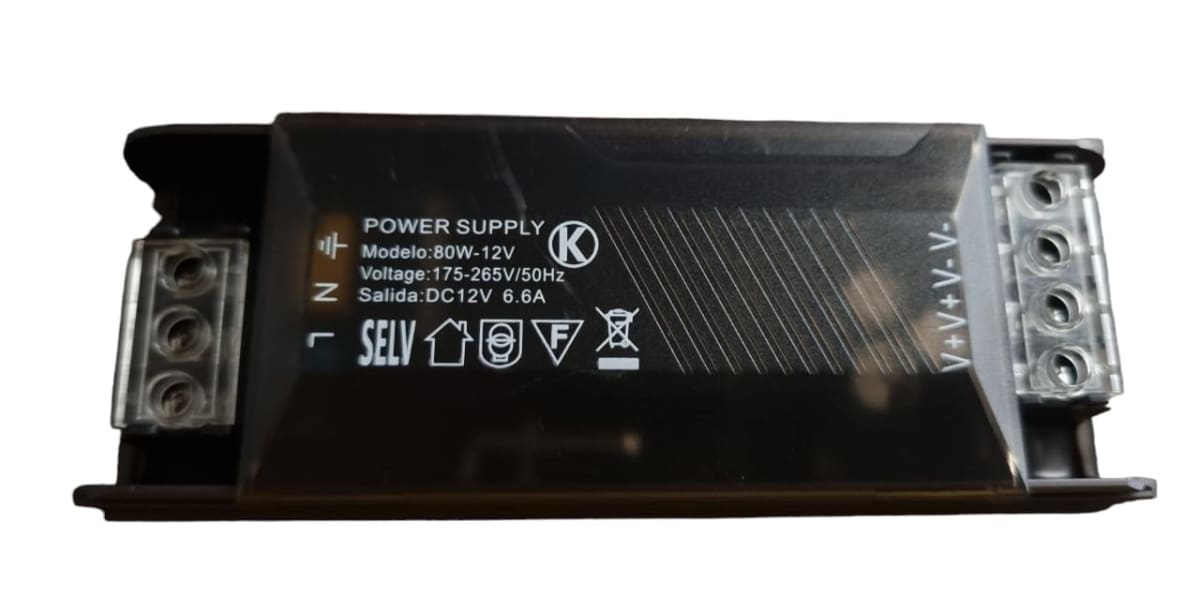 POWER SUPPLY K
Modelo:80W-12V
Voltage:175-265V/50Hz
Salida:DC12V 6.6A
SELV F
L N
V+V+V-V-